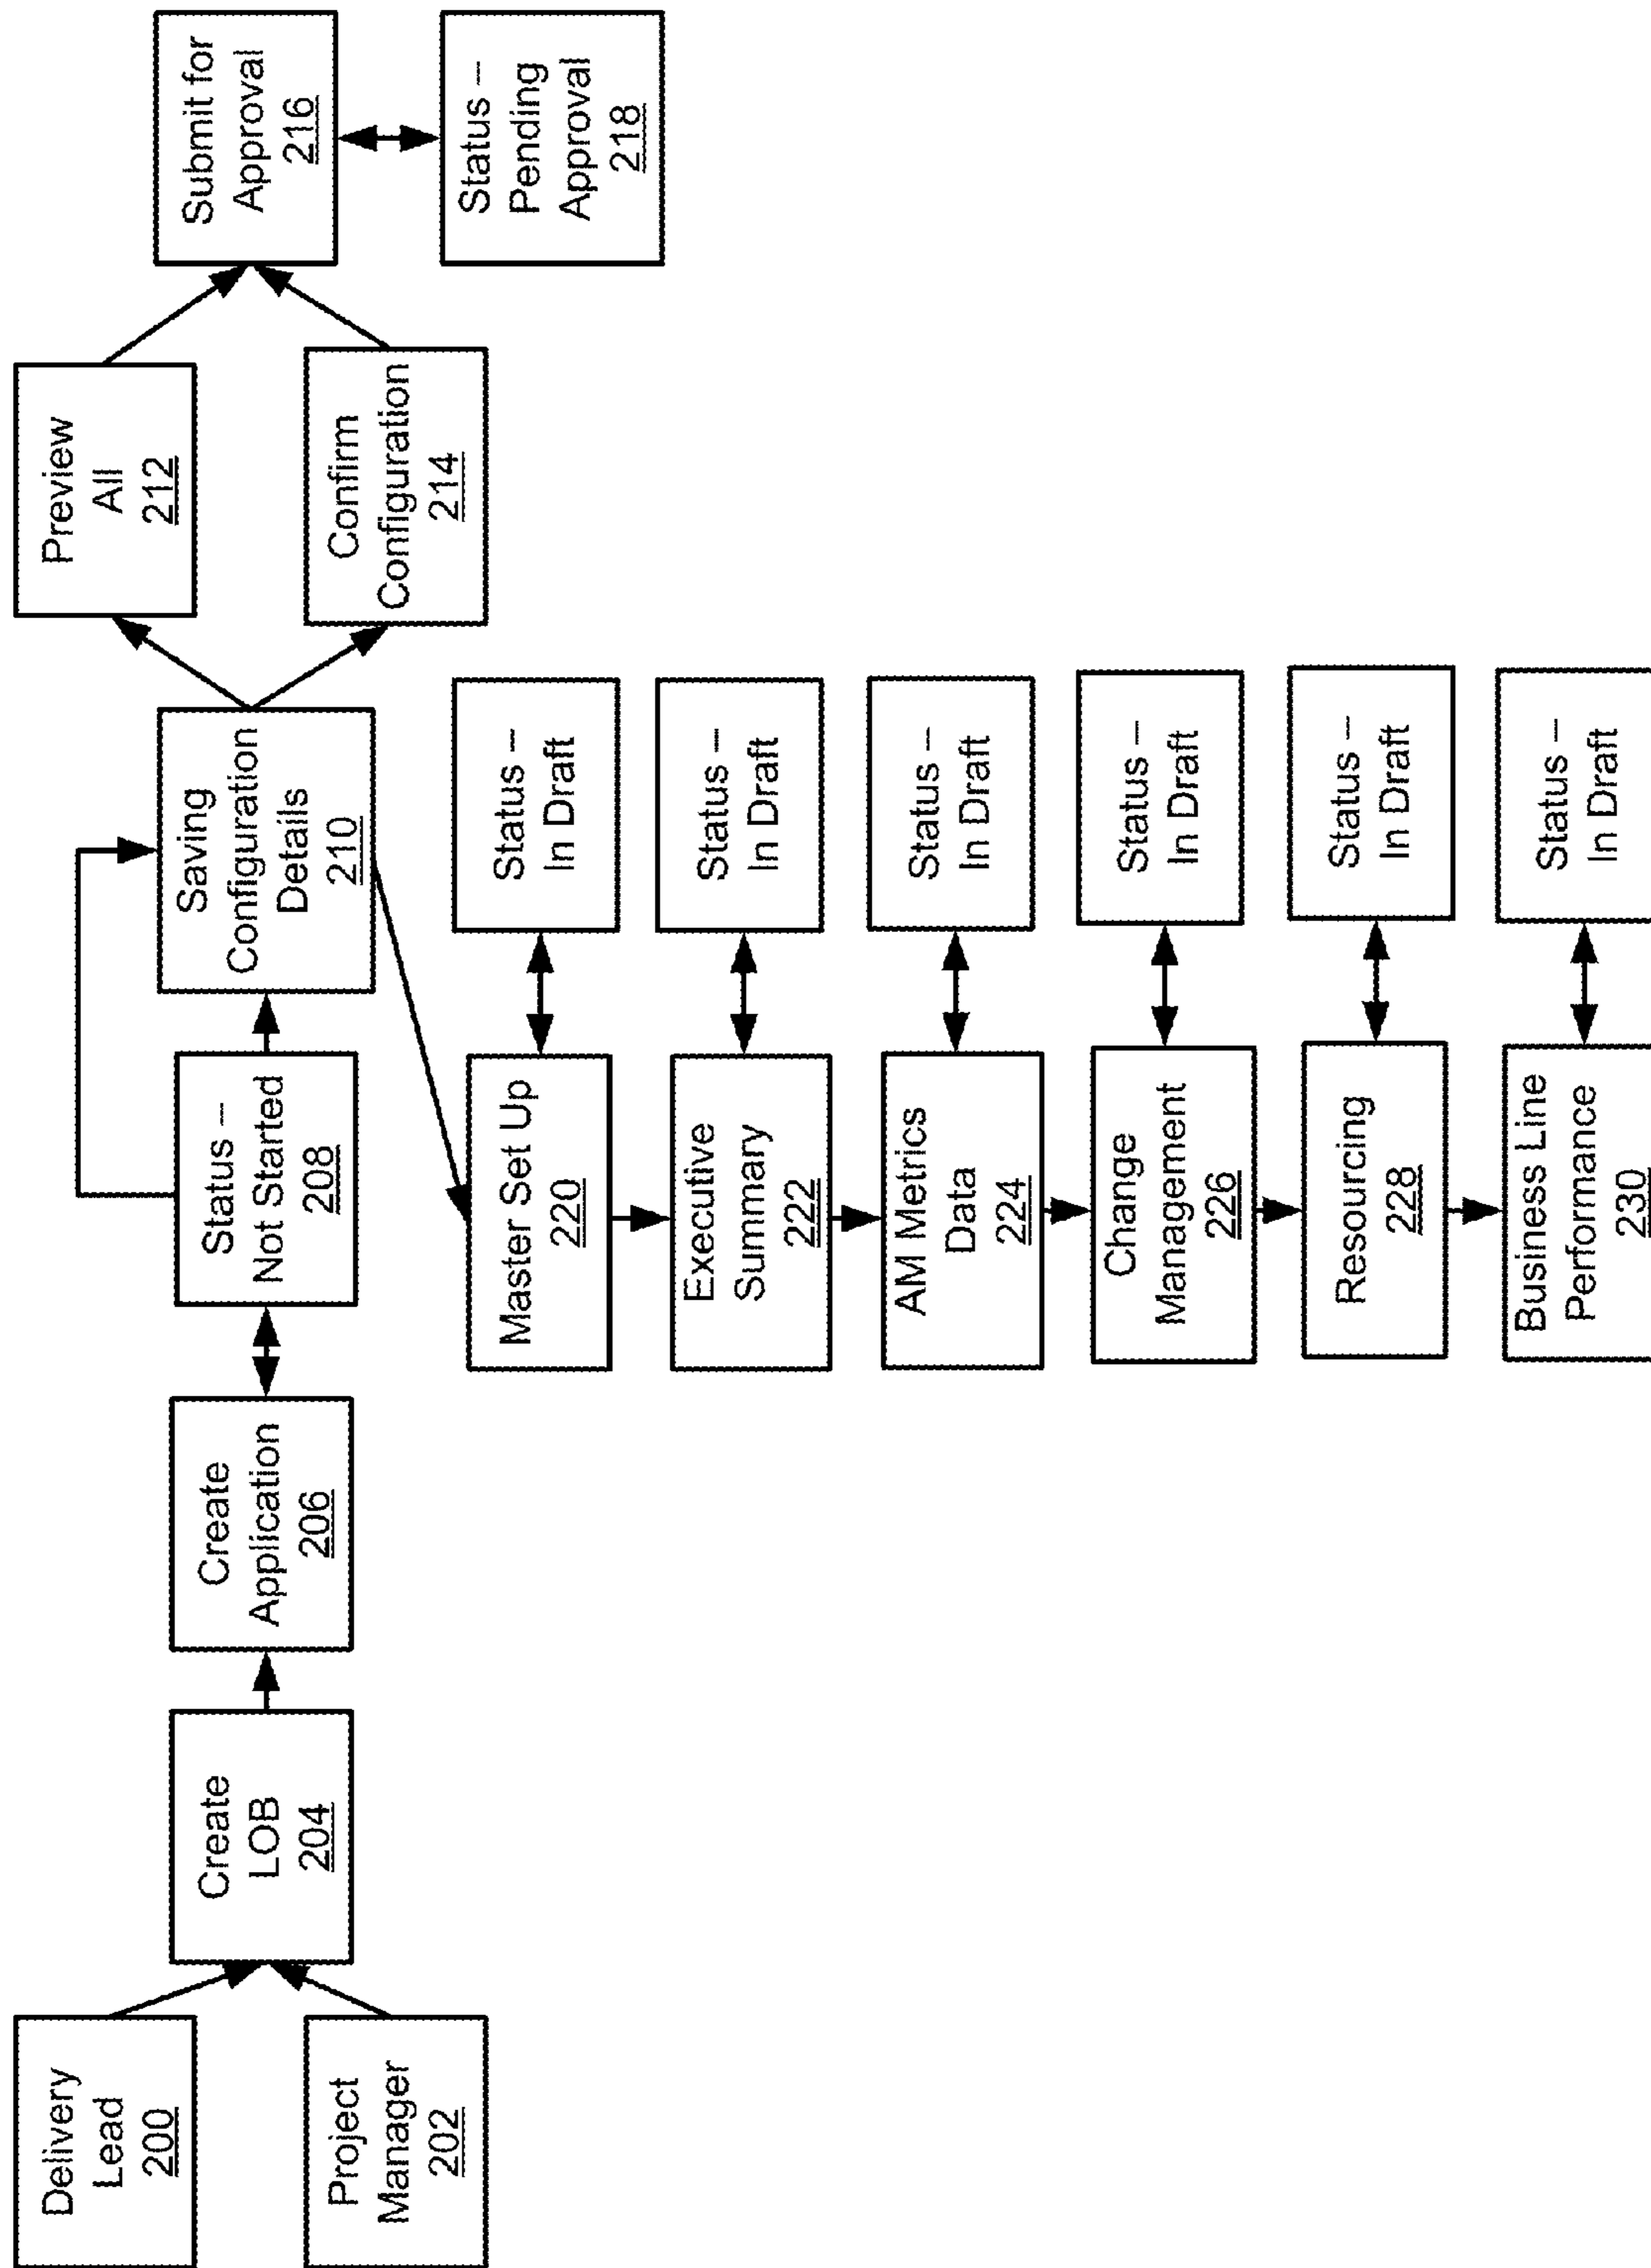 Delivery
Lead
200
Project
Manager
202
Create
LOB
204
Create
Application
206
Status –
Not Started
208
Saving
Configuration
Details
210
Preview
All
212
Confirm
Configuration
214
Submit for
Approval
216
Status –
Pending
Approval
218
Master Set Up
220
Status –
In Draft
Executive
Summary
222
Status –
In Draft
AM Metrics
Data
224
Status –
In Draft
Change
Management
226
Status –
In Draft
Resourcing
228
Status –
In Draft
Business Line
Performance
230
Status –
In Draft